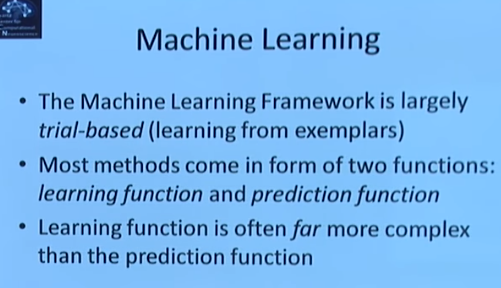 Machine Learning
• The Machine Learning Framework is largely
trial-based (learning from exemplars)
• Most methods come in form of two functions:
learning function and prediction function
• Learning function is often far more complex
than the prediction function